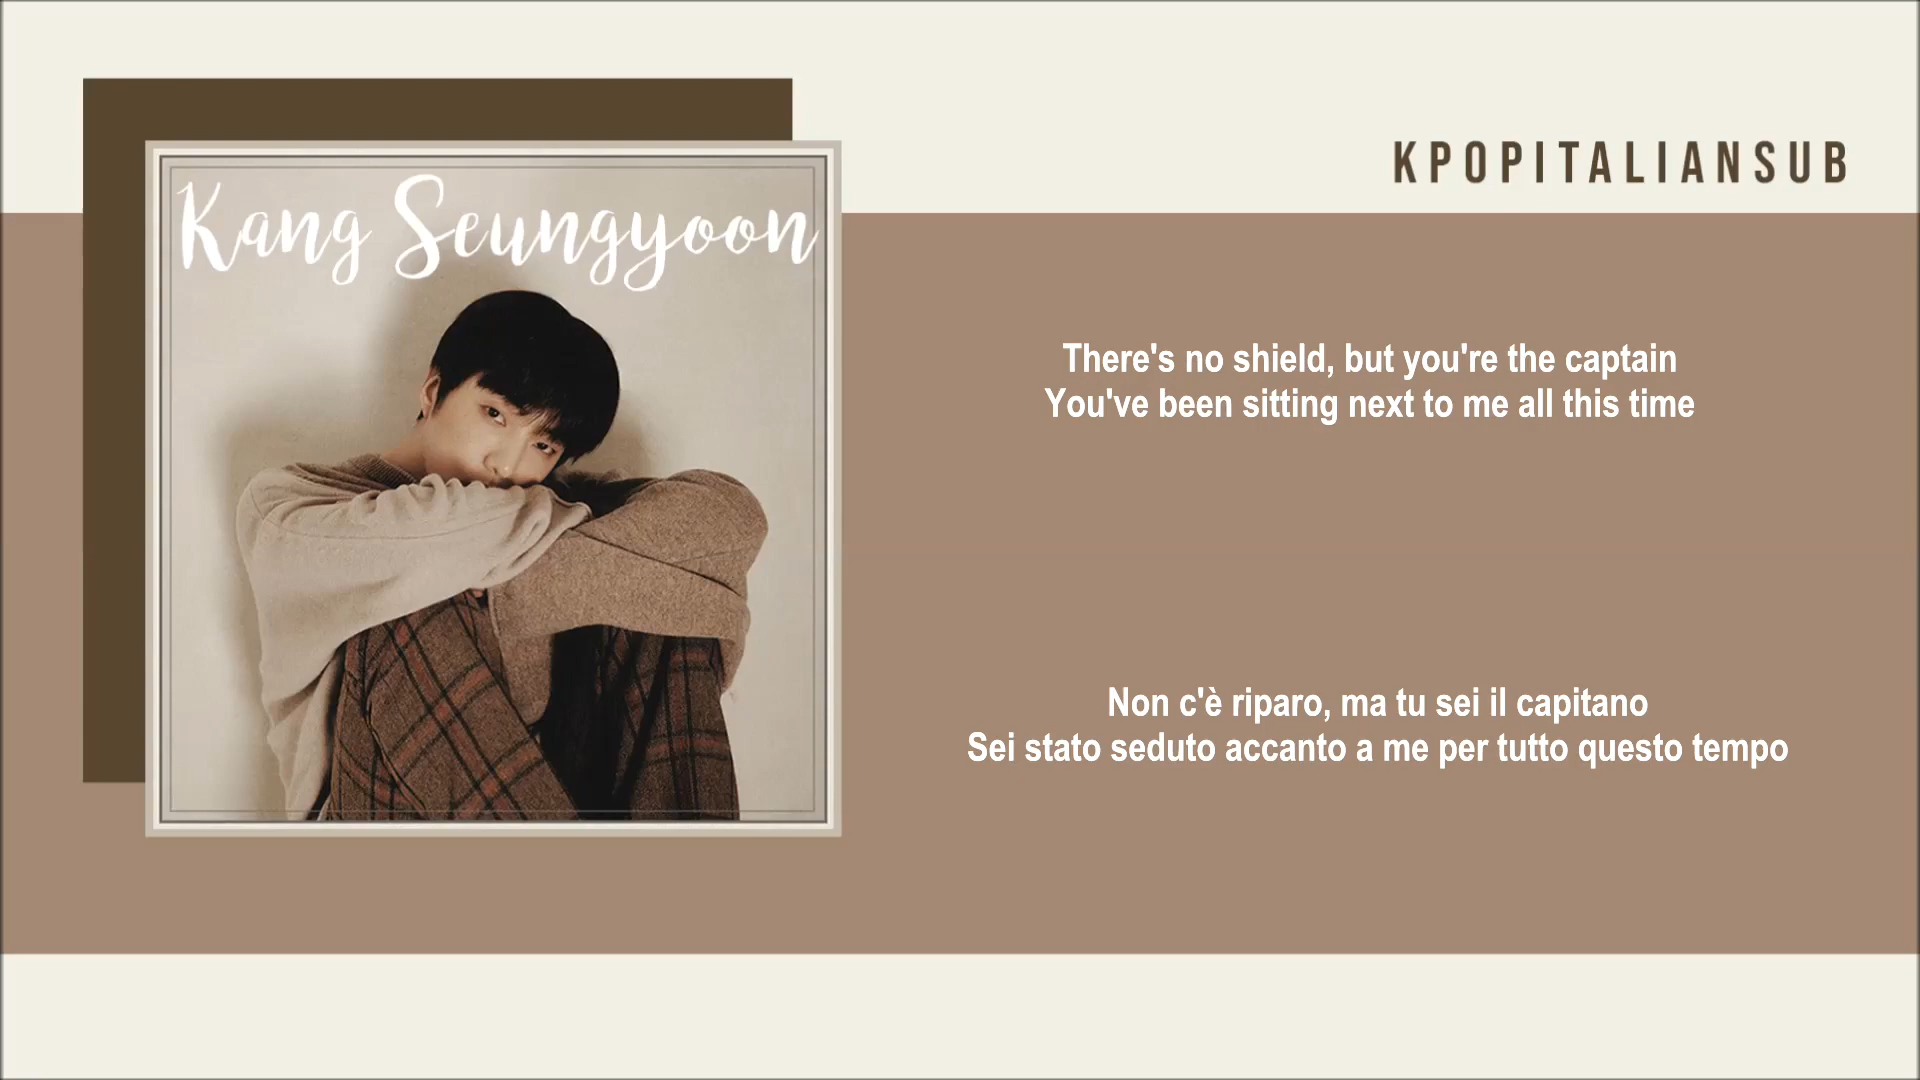 Kang Seungyoon
KPOPITALIANSUB
There's no shield, but you're the captain
You've been sitting next to me all this time
Non c'è riparo, ma tu sei il capitano
Sei stato seduto accanto a me per tutto questo tempo